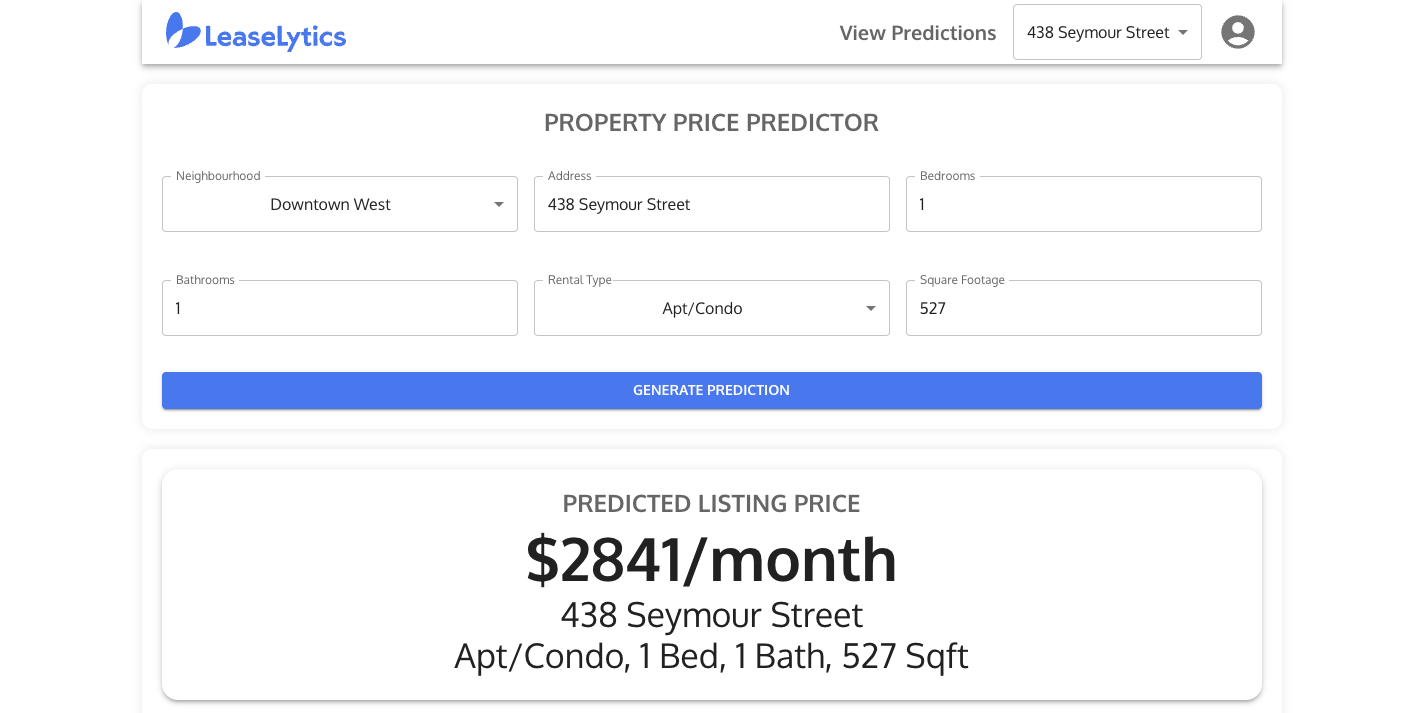 LeaseLytics
View Predictions
438 Seymour Street
PROPERTY PRICE PREDICTOR
Neighbourhood
Downtown West
Address
438 Seymour Street
Bedrooms
1
Bathrooms
1
Rental Type
Apt/Condo
Square Footage
527
GENERATE PREDICTION
PREDICTED LISTING PRICE
$2841/month
438 Seymour Street
Apt/Condo, 1 Bed, 1 Bath, 527 Sqft